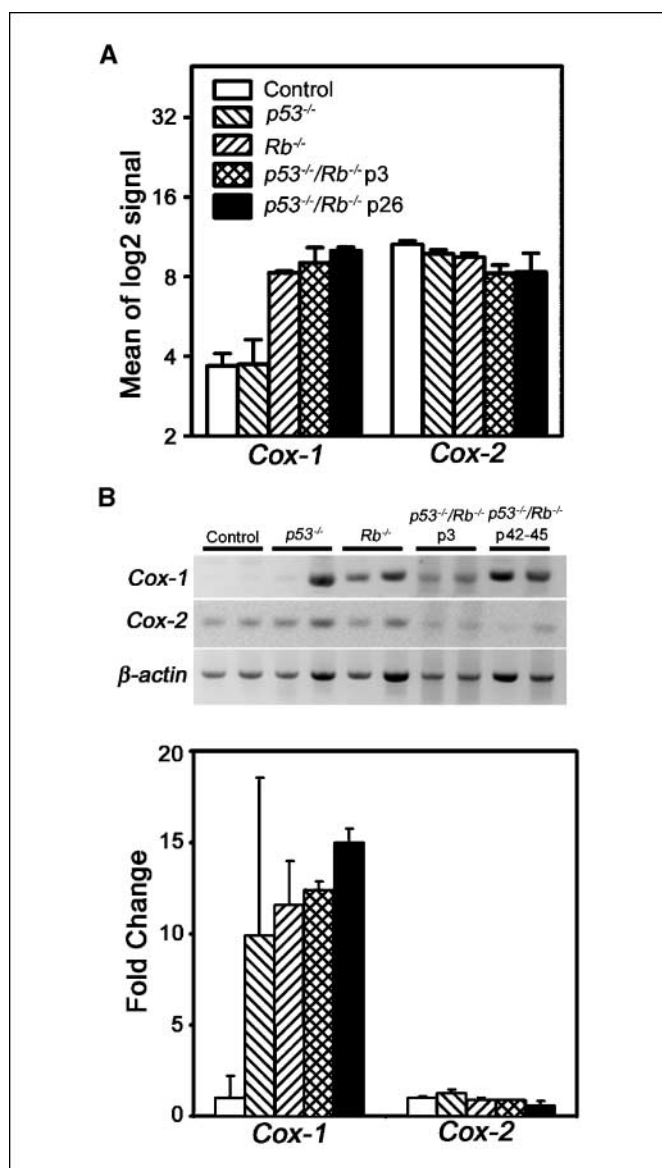 A
Control
p53-/-
Rb-/-
p53-/-/Rb-/- p3
p53-/-/Rb-/- p26
32
16
8
4
2
Mean of log2 signal
Cox-1 Cox-2
B
Control p53-/- Rb-/- p53-/-/Rb-/- p3 p53-/-/Rb-/- p42-45
Cox-1
Cox-2
β-actin
20
15
10
5
0
Fold Change
Cox-1 Cox-2